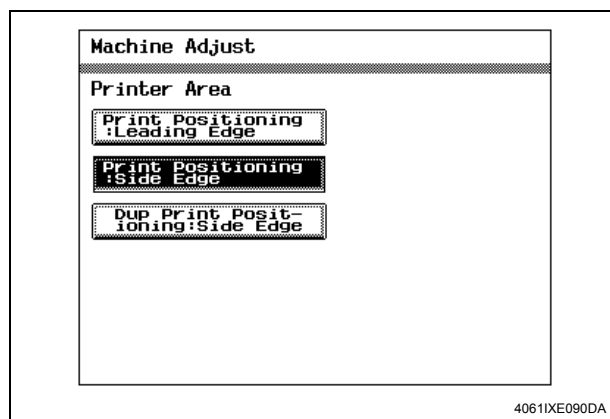 Machine Adjust
Printer Area
Print Positioning
:Leading Edge
Print Positioning
:Side Edge
Dup Print Posit-
ioning:Side Edge
4061IXE090DA